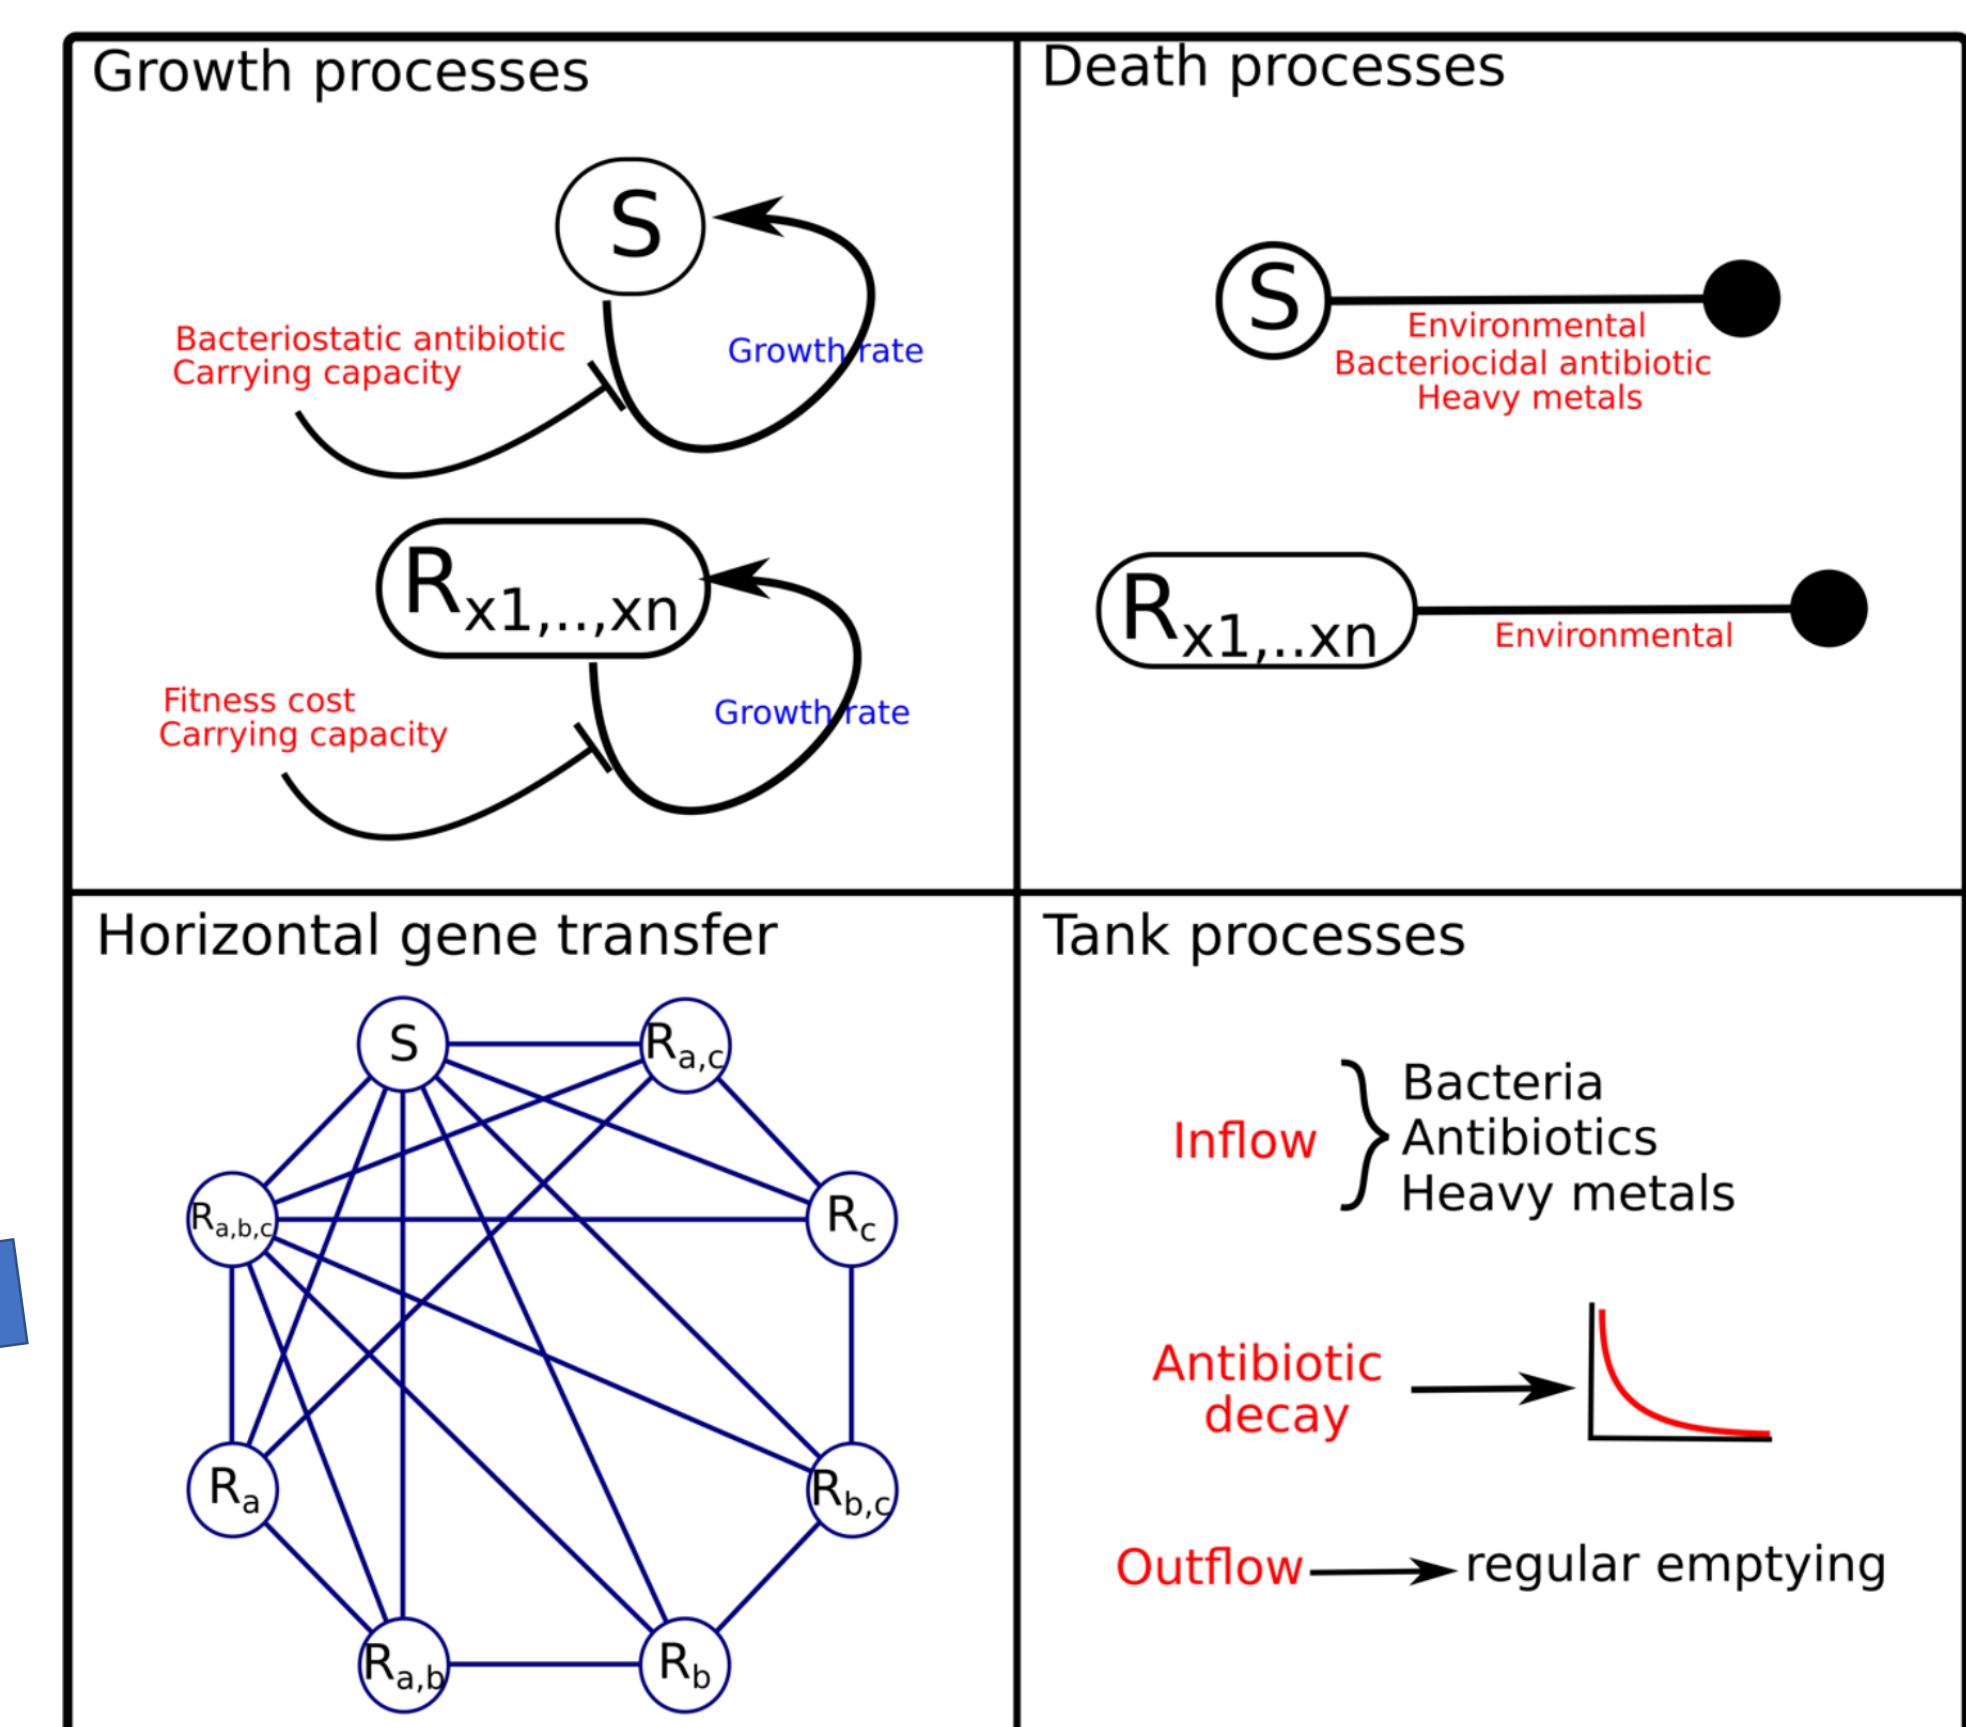 Growth processes
S
Bacteriostatic antibiotic
Carrying capacity
Growth rate
Rx1,..,xn
Fitness cost
Carrying capacity
Growth rate
Death processes
S
Environmental
Bacteriocidal antibiotic
Heavy metals
Rx1,..xn
Environmental
Horizontal gene transfer
S
Ra,c
Ra,b,c
Rc
Ra
Rb,c
Ra,b
Rb
Tank processes
Inflow
Bacteria
Antibiotics
Heavy metals
Antibiotic
decay
Outflow
regular emptying